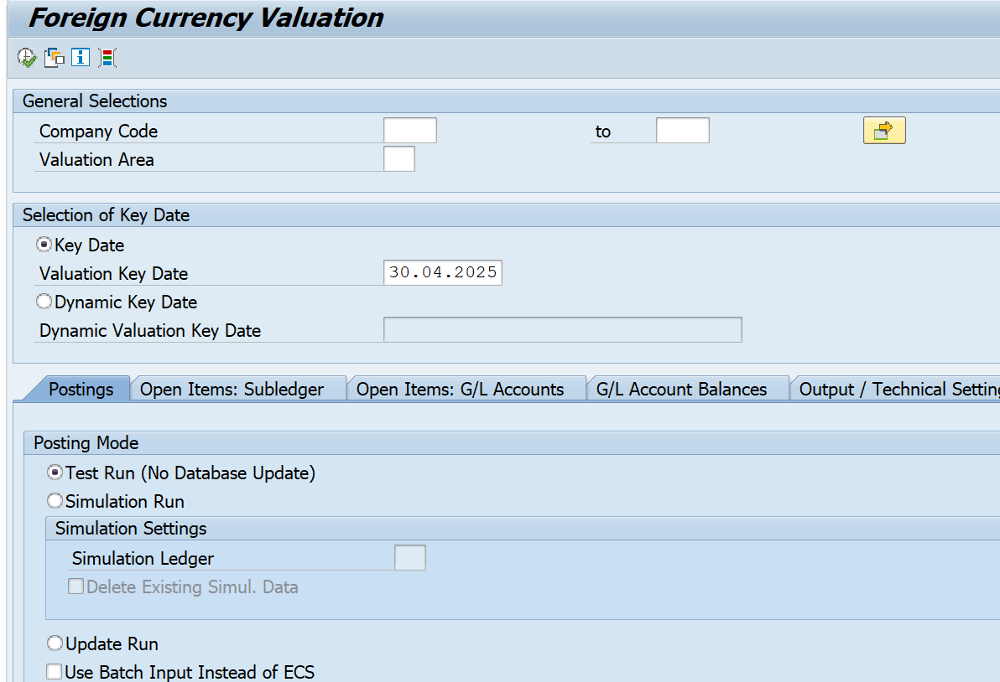 Foreign Currency Valuation
General Selections
Company Code to
Valuation Area
Selection of Key Date
Key Date
Valuation Key Date 30.04.2025
Dynamic Key Date
Dynamic Valuation Key Date
Postings Open Items: Subledger Open Items: G/L Accounts G/L Account Balances Output / Technical
Posting Mode
Test Run (No Database Update)
Simulation Run
Simulation Settings
Simulation Ledger
Delete Existing Simul. Data
Update Run
Use Batch Input Instead of ECS